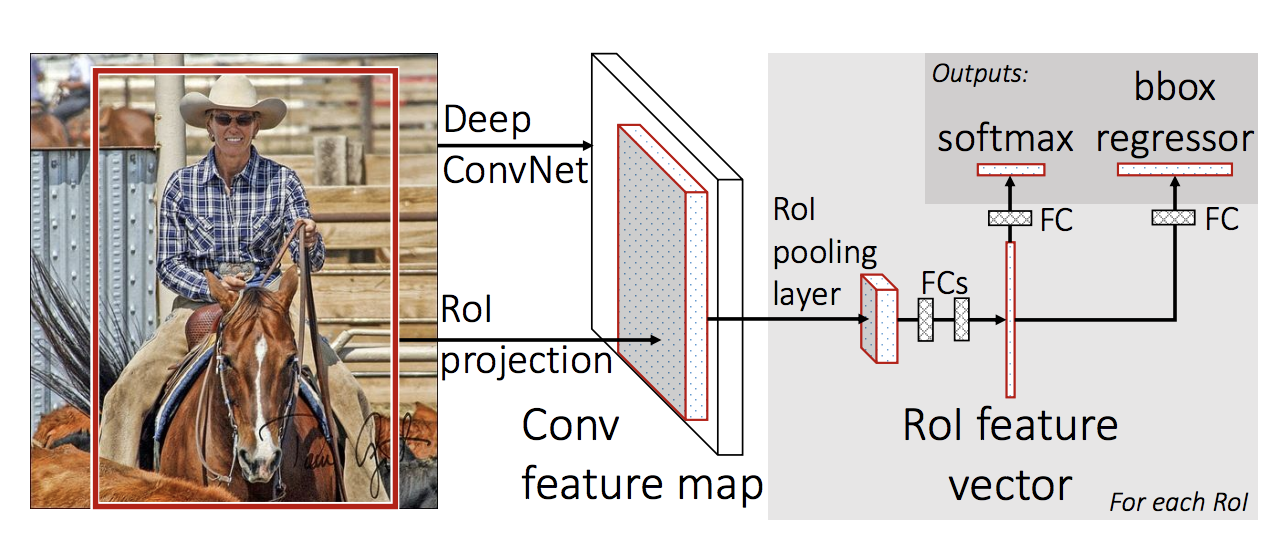 Deep
ConvNet
RoI
projection
Conv
feature map
RoI
pooling
layer
FCs
RoI feature
vector
For each RoI
Outputs:
softmax
bbox
regressor
FC
FC